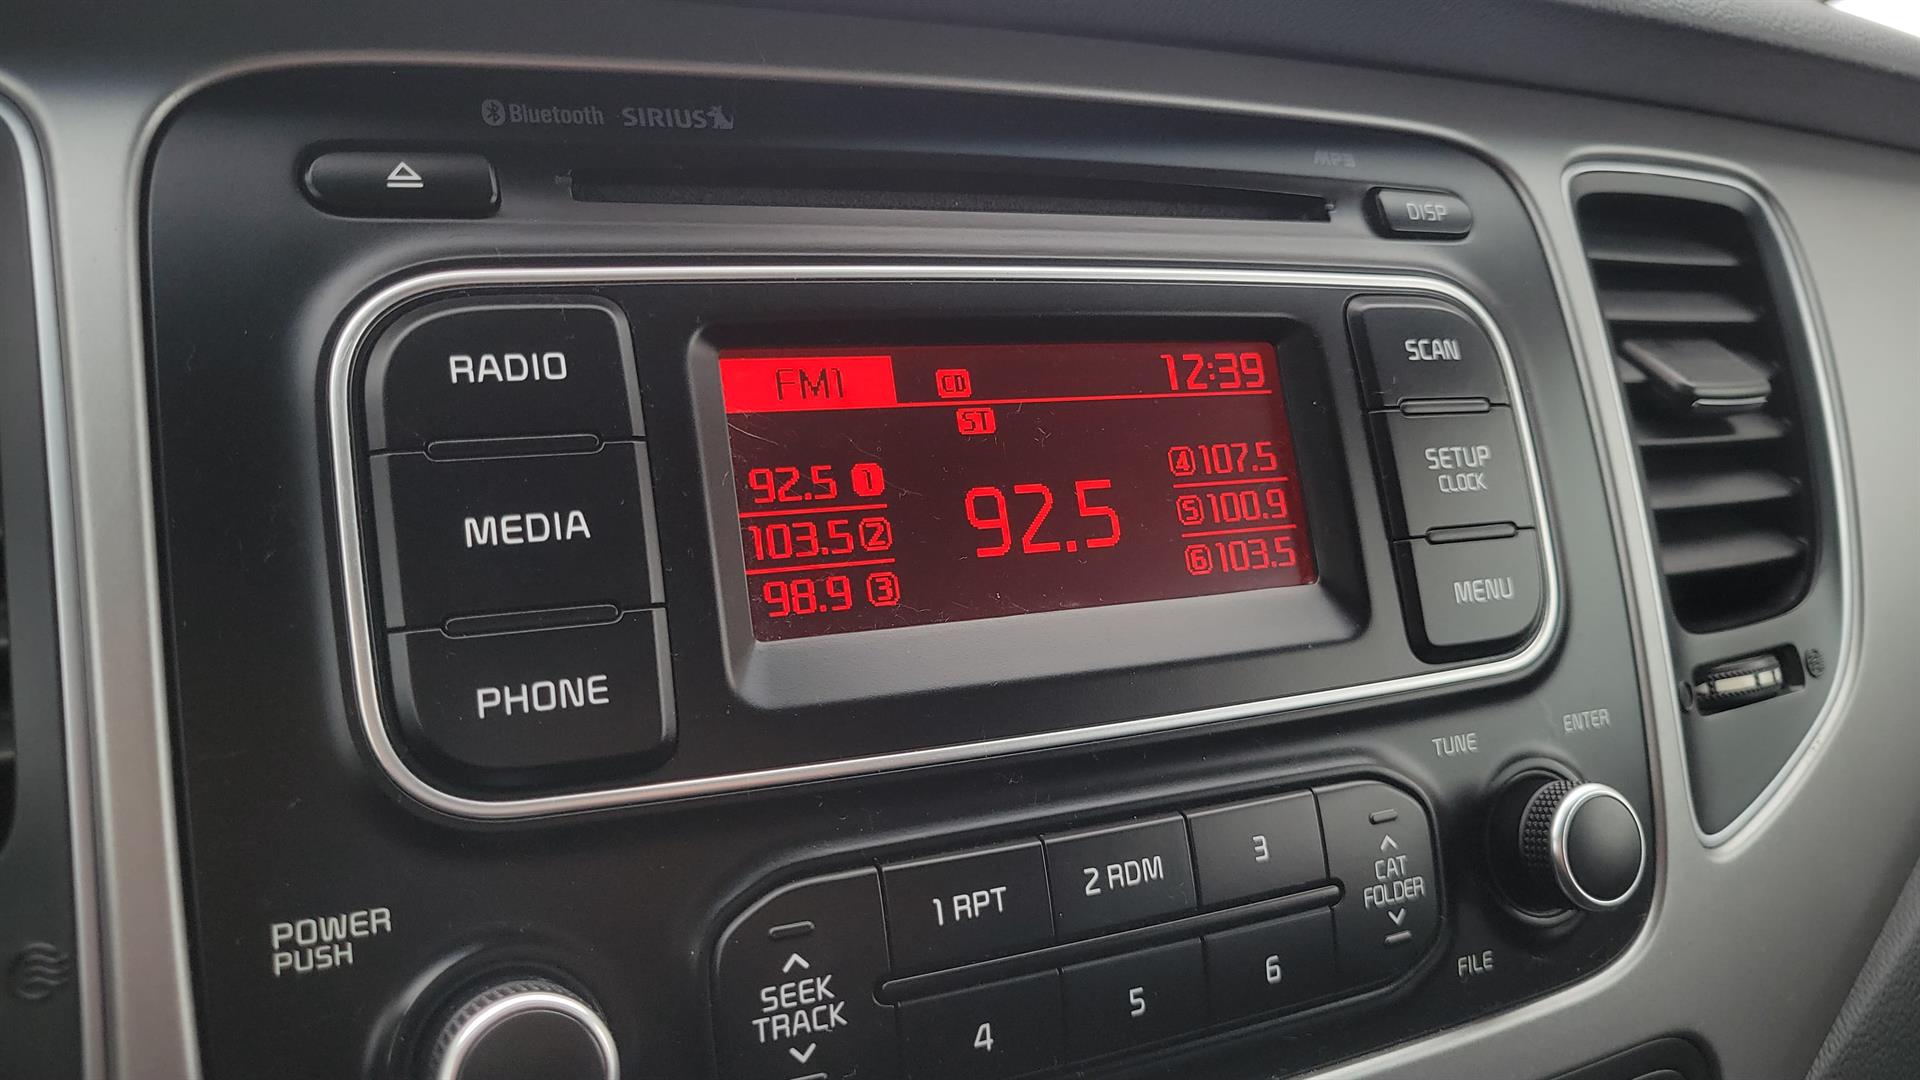 Bluetooth SIRIUS
MP3
DISP
RADIO
MEDIA
PHONE
FM1 CD 12:39
ST
92.5 1
103.5 2
98.9 3
92.5
4 107.5
5 100.9
6 103.5
SCAN
SETUP
CLOCK
MENU
POWER
PUSH
SEEK
TRACK
1 RPT
2 RDM
3
4
5
6
CAT
FOLDER
TUNE
ENTER
FILE